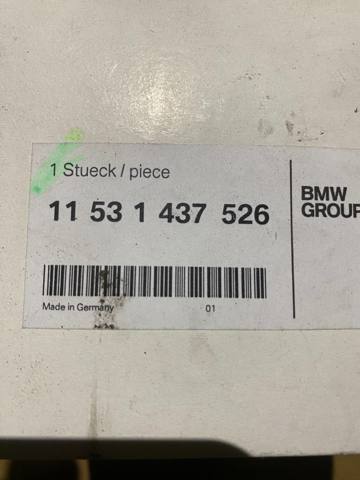 1 Stueck / piece
11 53 1 437 526
BMW
GROUP
Made in Germany
01